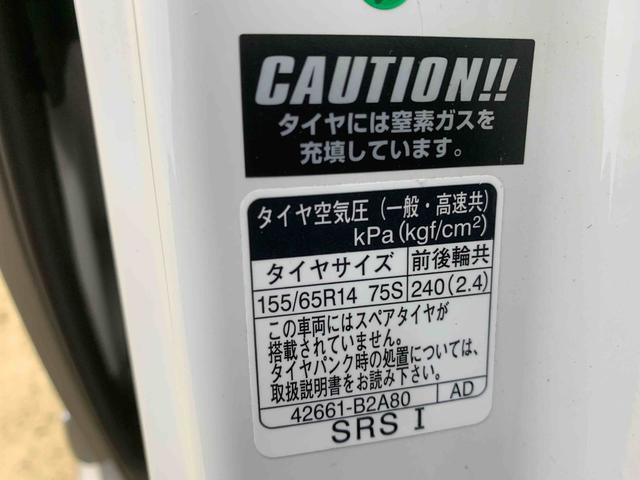 CAUTION!!
タイヤには窒素ガスを
充填しています。
タイヤ空気圧(一般・高速共)
kPa(kgf/cm²)
タイヤサイズ 前後輪共
155/65R14 75S 240(2.4)
この車両にはスペアタイヤが
搭載されていません。
タイヤパンク時の処置については、
取扱説明書をお読み下さい。
42661-B2A80 AD
SRS I